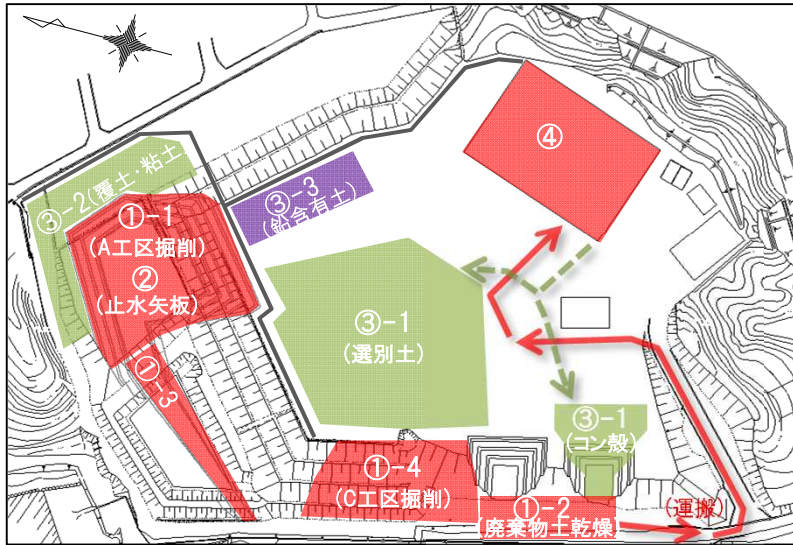 ④
③-2(覆土・粘土)
③-3
(鉛含有土)
①-1
(A工区掘削)
②
(止水矢板)
③-1
(選別土)
①-3
③-1
(コン殻)
①-4
(C工区掘削)
①-2
(廃棄物土乾燥)
(運搬)